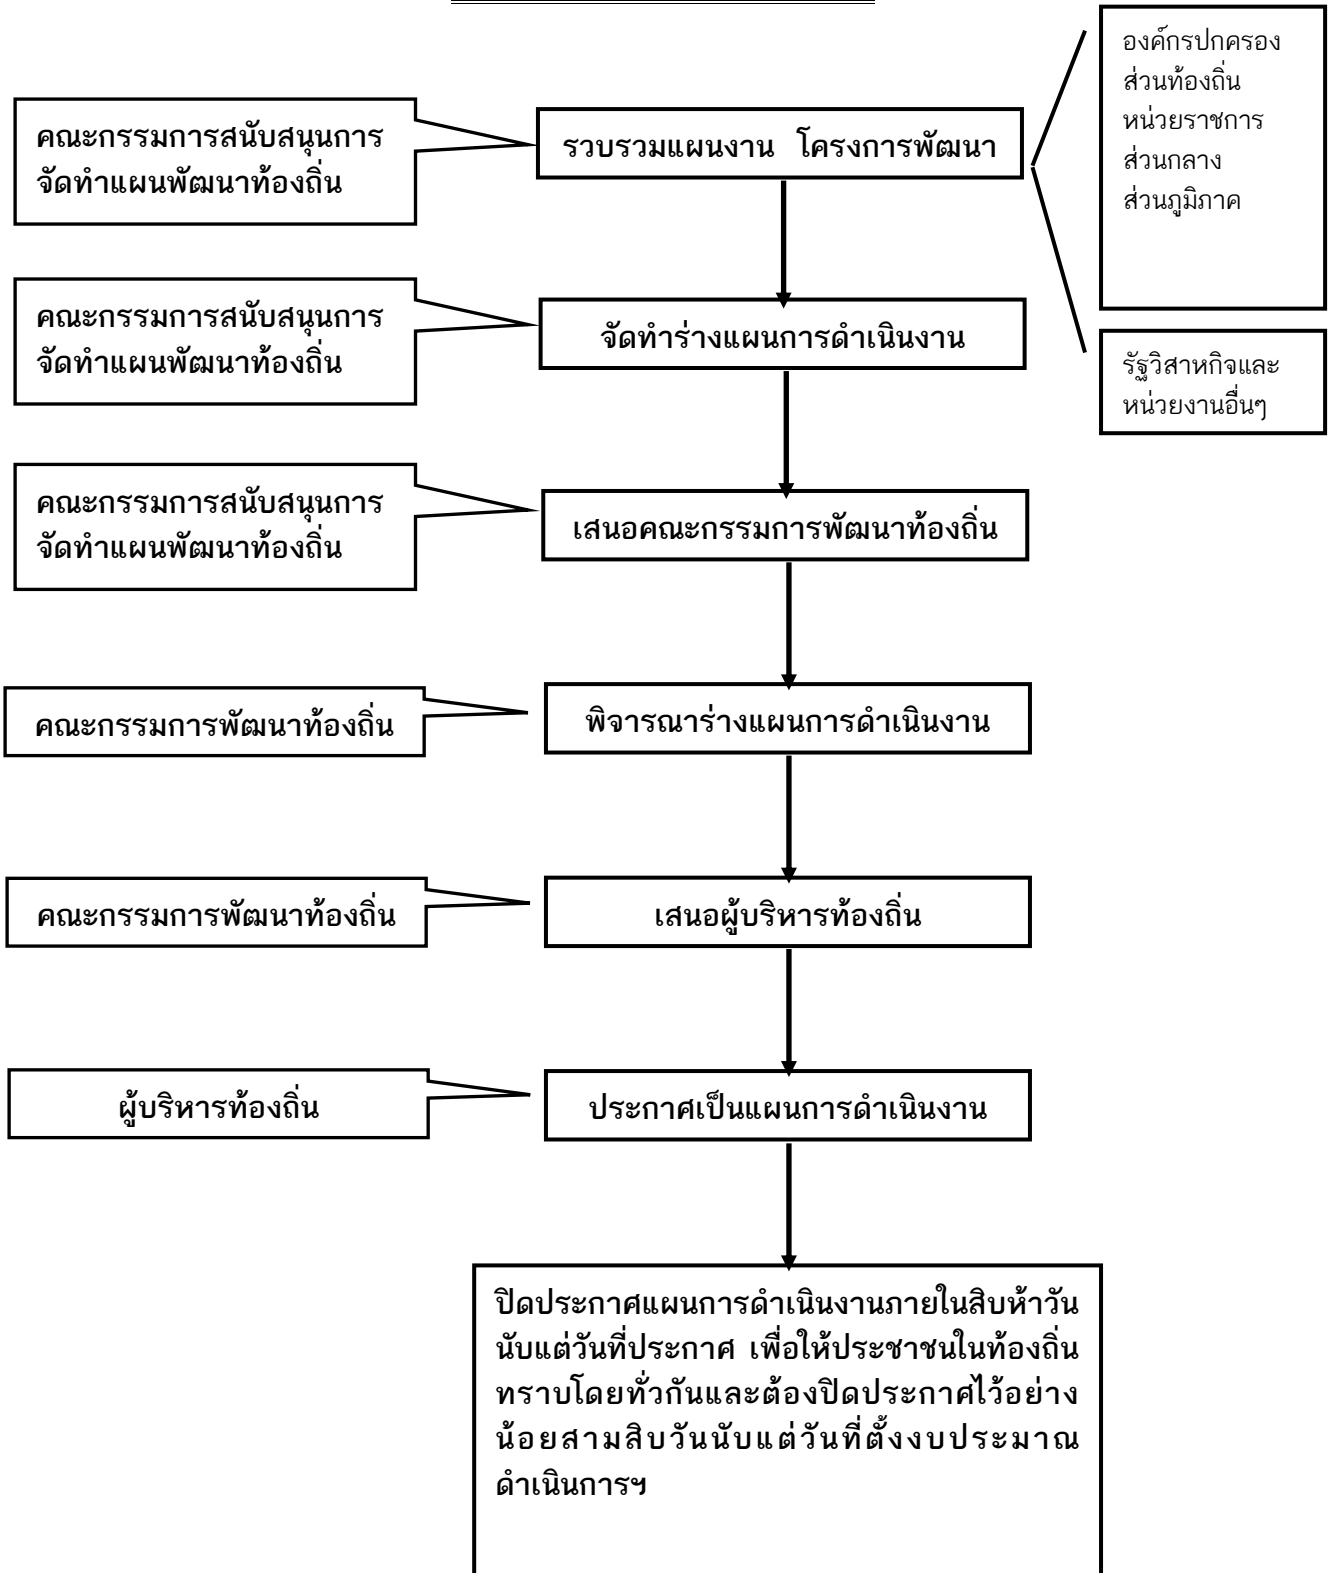 องค์กรปกครอง
ส่วนท้องถิ่น
หน่วยราชการ
ส่วนกลาง
ส่วนภูมิภาค
คณะกรรมการสนับสนุนการ
จัดทำแผนพัฒนาท้องถิ่น
รวบรวมแผนงาน โครงการพัฒนา
คณะกรรมการสนับสนุนการ
จัดทำแผนพัฒนาท้องถิ่น
จัดทำร่างแผนการดำเนินงาน
รัฐวิสาหกิจและ
หน่วยงานอื่นๆ
คณะกรรมการสนับสนุนการ
จัดทำแผนพัฒนาท้องถิ่น
เสนอคณะกรรมการพัฒนาท้องถิ่น
คณะกรรมการพัฒนาท้องถิ่น
พิจารณาร่างแผนการดำเนินงาน
คณะกรรมการพัฒนาท้องถิ่น
เสนอผู้บริหารท้องถิ่น
ผู้บริหารท้องถิ่น
ประกาศเป็นแผนการดำเนินงาน
ปิดประกาศแผนการดำเนินงานภายในสิบห้าวัน
นับแต่วันที่ประกาศ เพื่อให้ประชาชนในท้องถิ่น
ทราบโดยทั่วกันและต้องปิดประกาศไว้อย่าง
น้อยสามสิบวันนับแต่วันที่ตั้งงบประมาณ
ดำเนินการฯ